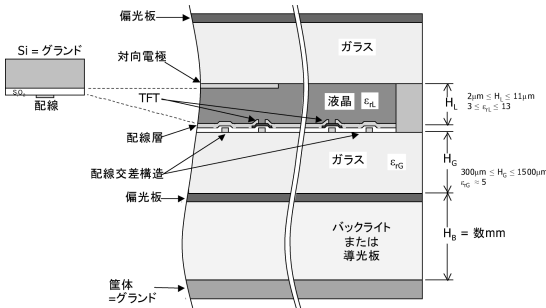 偏光板
ガラス
Si = グランド
対向電極
SiO₂
配線
TFT
液晶 εrL
HL
2μm ≤ HL ≤ 11μm
3 ≤ εrL ≤ 13
配線層
配線交差構造
ガラス εrG
HG
300μm ≤ HG ≤ 1500μm
εrG ≈ 5
偏光板
バックライト
または
導光板
HB = 数mm
筐体
=グランド